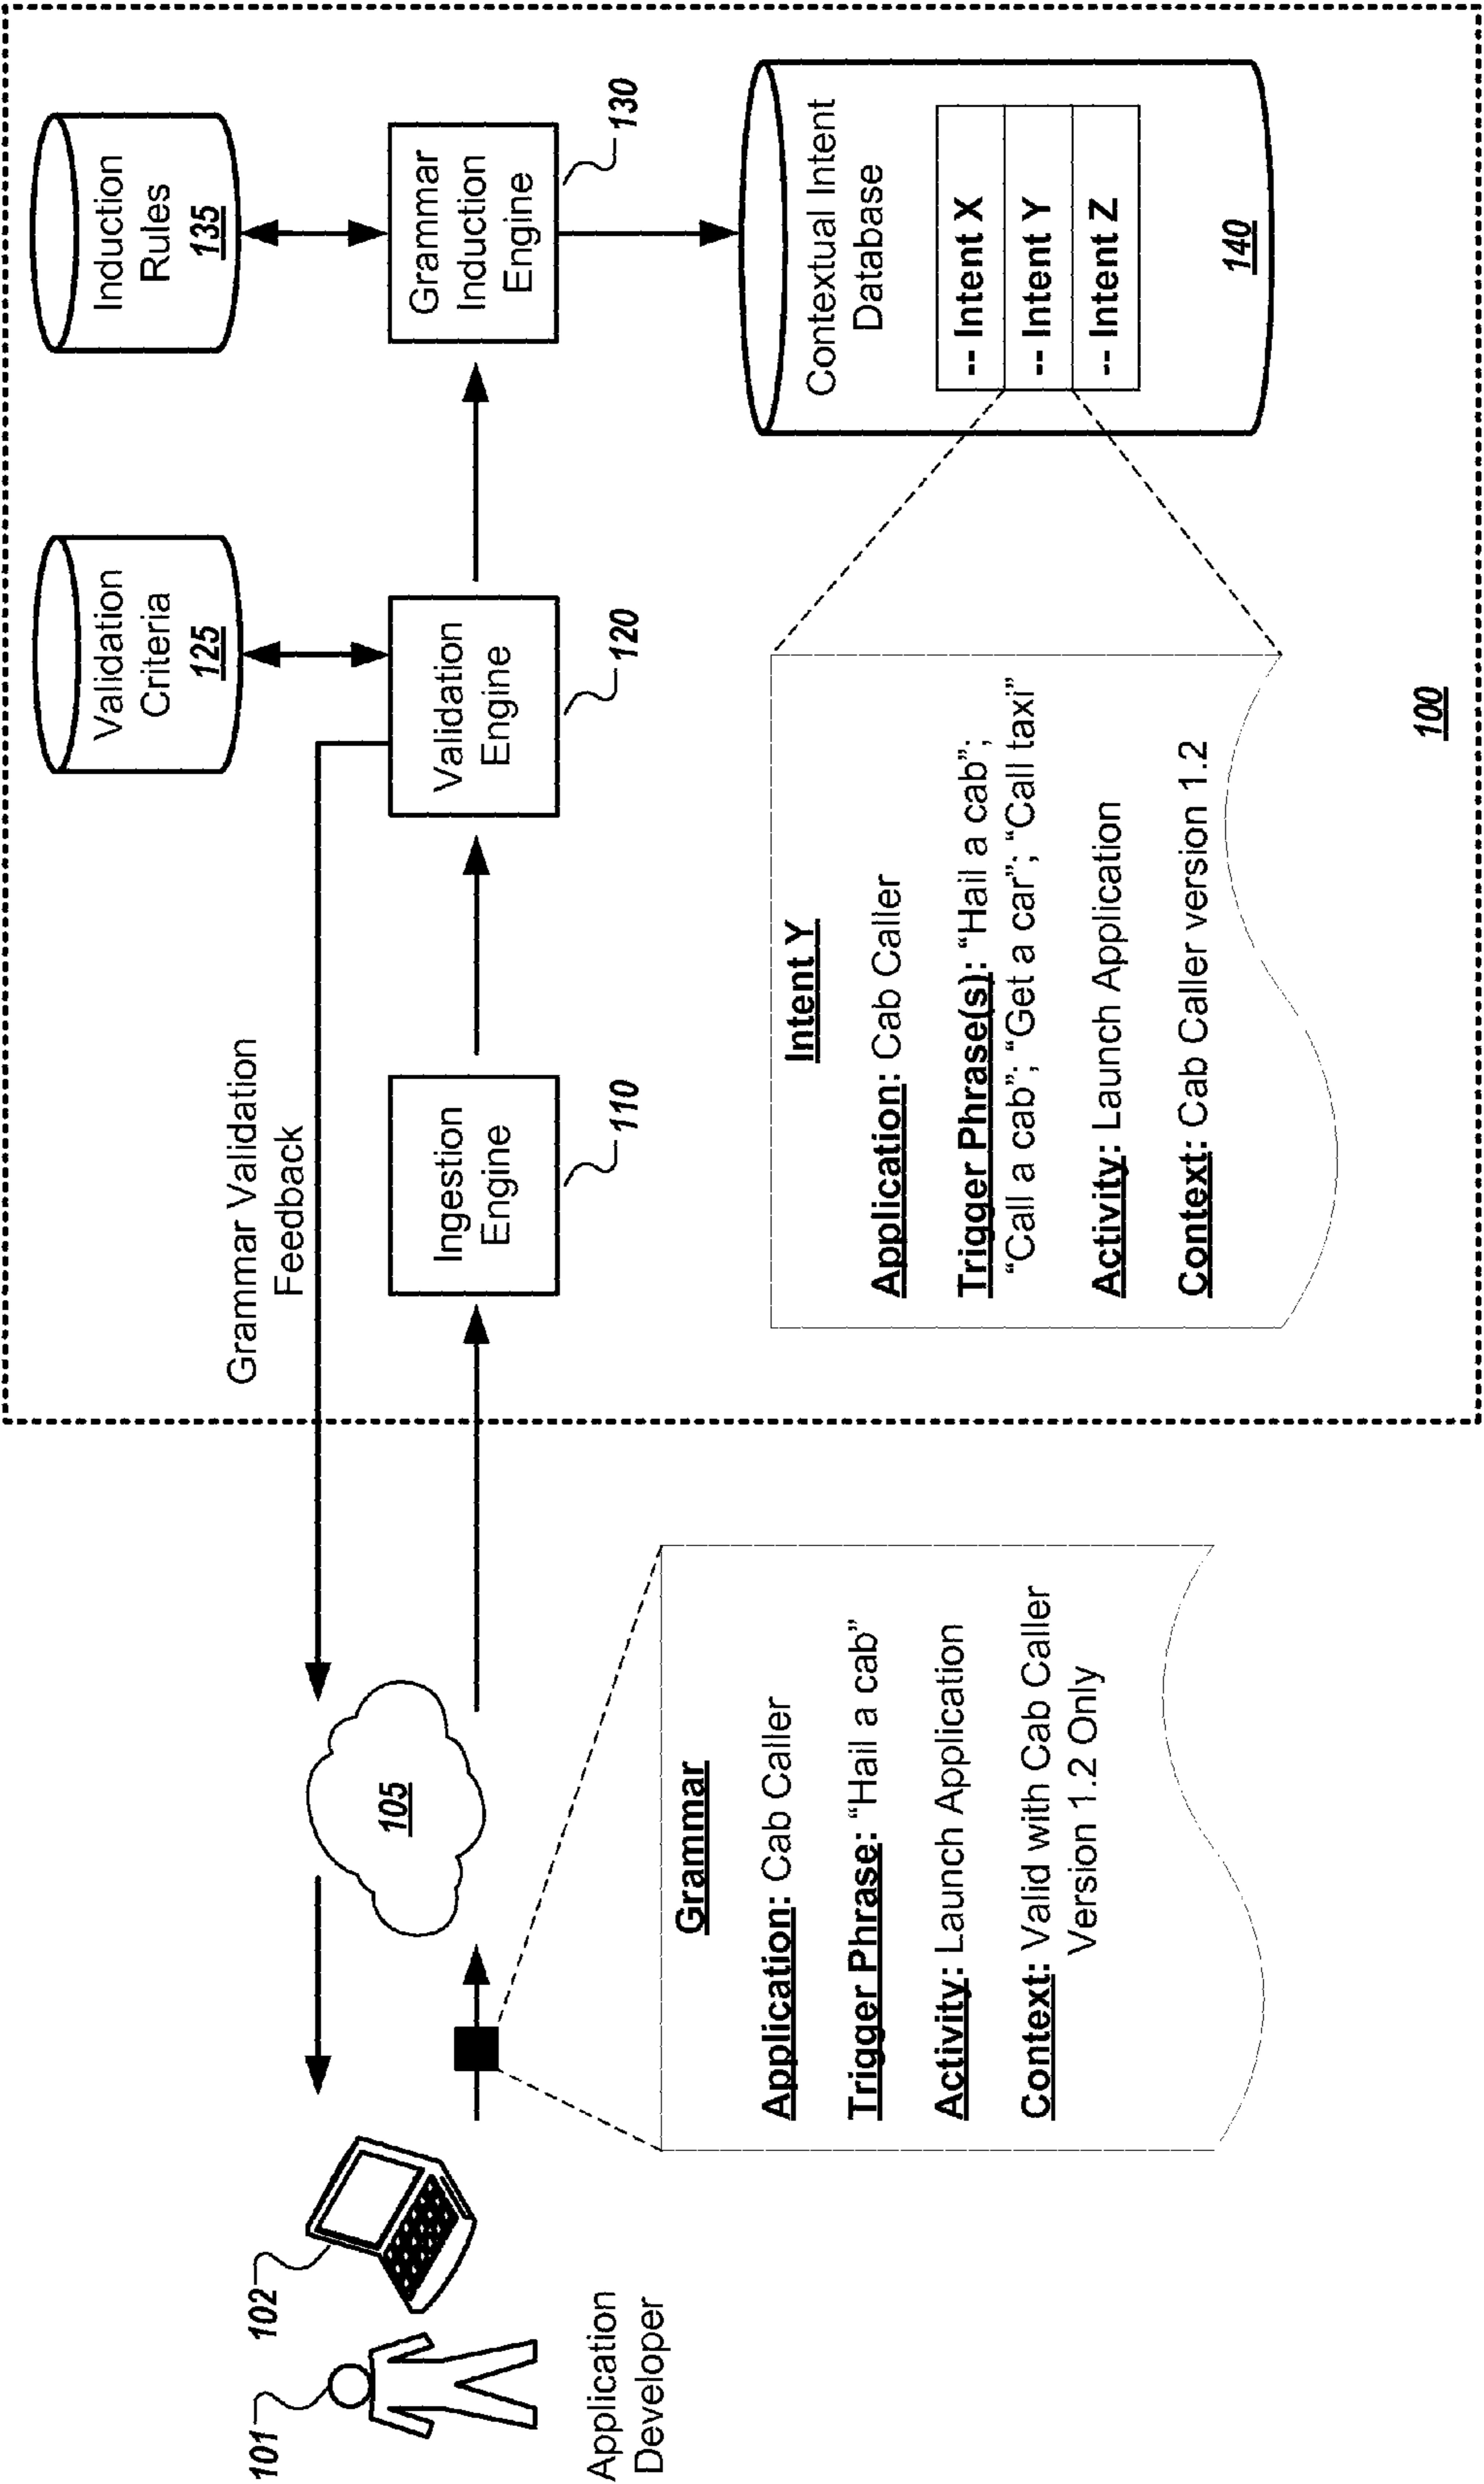 Grammar Validation
Feedback
Validation
Criteria
125
Induction
Rules
135
101
102
Application
Developer
105
Ingestion
Engine
110
Validation
Engine
120
Grammar
Induction
Engine
130
Grammar
Application: Cab Caller
Trigger Phrase: “Hail a cab”
Activity: Launch Application
Context: Valid with Cab Caller
Version 1.2 Only
Intent Y
Application: Cab Caller
Trigger Phrase(s): “Hail a cab”;
“Call a cab”; “Get a car”; “Call taxi”
Activity: Launch Application
Context: Cab Caller version 1.2
Contextual Intent
Database
-- Intent X
-- Intent Y
-- Intent Z
140
100